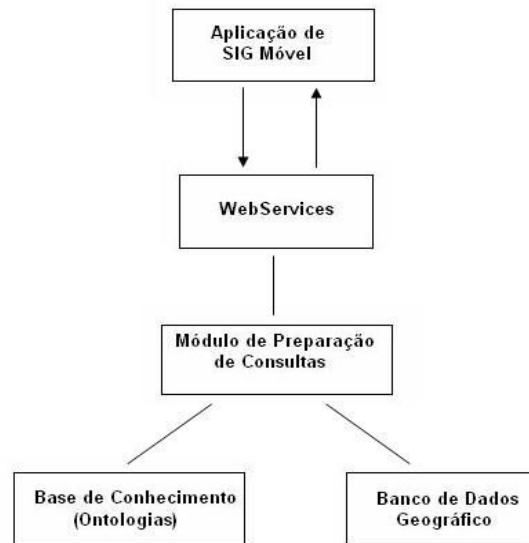 Aplicação de
SIG Móvel
WebServices
Módulo de Preparação
de Consultas
Base de Conhecimento
(Ontologias)
Banco de Dados
Geográfico